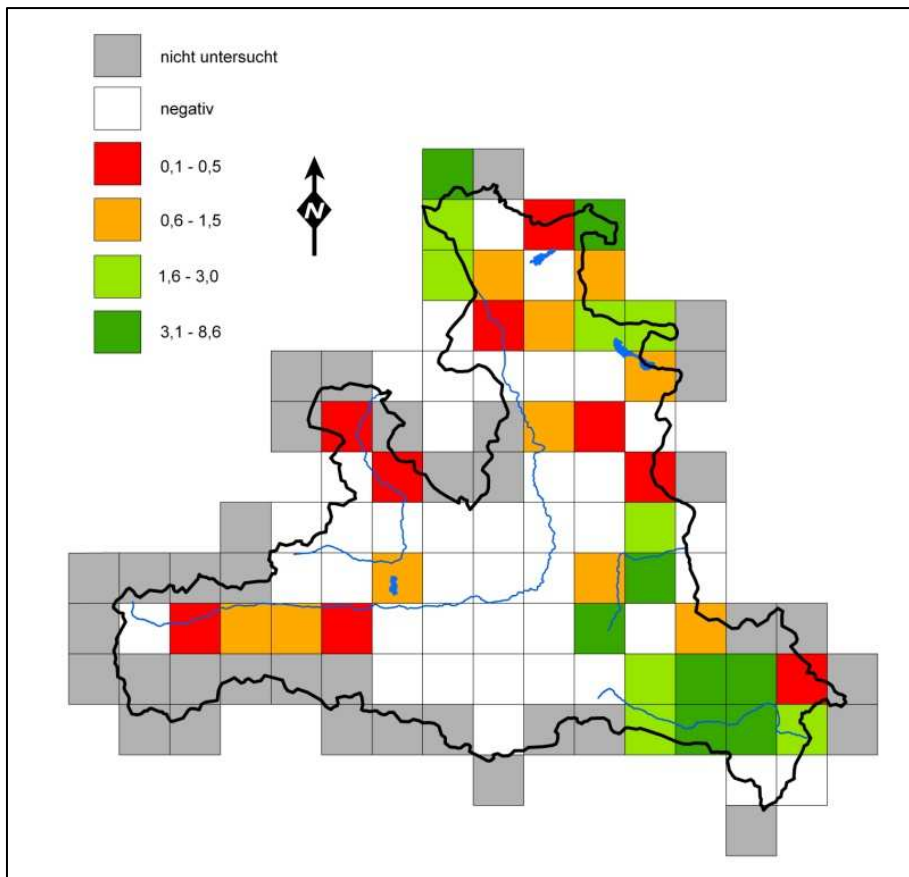 nicht untersucht
negativ
0,1 - 0,5
0,6 - 1,5
1,6 - 3,0
3,1 - 8,6
N